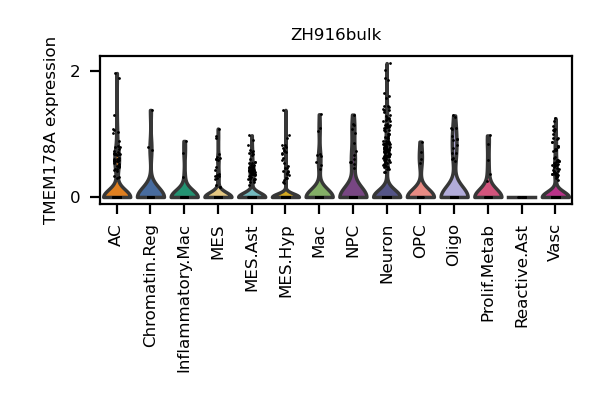 ZH916bulk
TMEM178A expression
2
0
AC
Chromatin.Reg
Inflammatory.Mac
MES
MES.Ast
MES.Hyp
Mac
NPC
Neuron
OPC
Oligo
Prolif.Metab
Reactive.Ast
Vasc